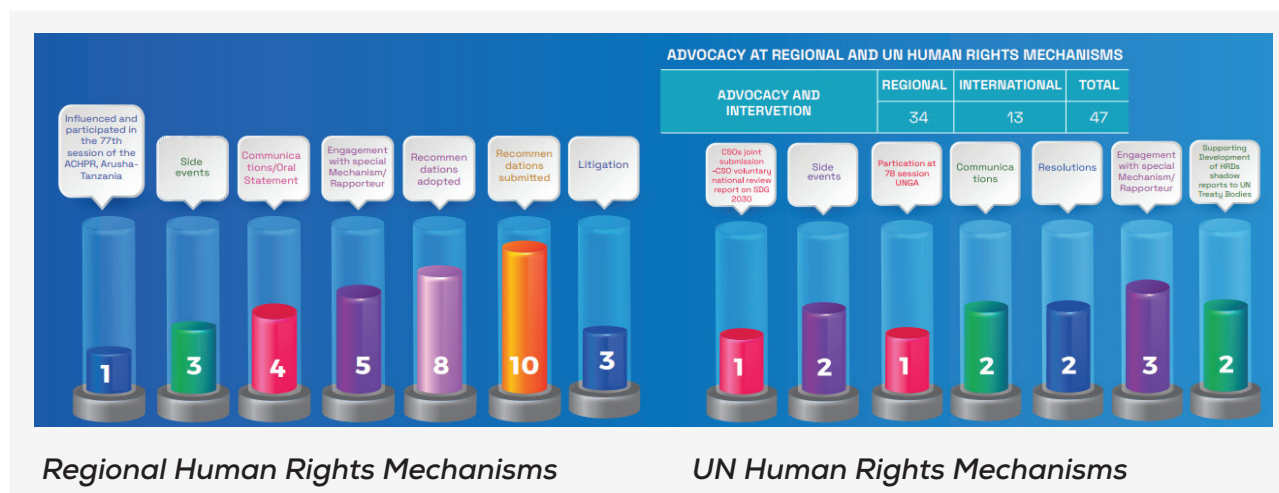 ADVOCACY AT REGIONAL AND UN HUMAN RIGHTS MECHANISMS
ADVOCACY AND
INTERVETION
REGIONAL
INTERNATIONAL
TOTAL
34
13
47
Influenced and
participated in
the 77th
session of the
ACHPR, Arusha-
Tanzania
Side
events
Communica
tions/Oral
Statement
Engagement
with special
Mechanism/
Rapporteur
Recommen
dations
adopted
Recommen
dations
submitted
Litigation
1
3
4
5
8
10
3
CSOs joint
submission
-CSO voluntary
national review
report on SDG
2030
Side
events
Partication at
78 session
UNGA
Communica
tions
Resolutions
Engagement
with special
Mechanism/
Rapporteur
Supporting
Development
of HRDs
shadow
reports to UN
Treaty Bodies
1
2
1
2
2
3
2
Regional Human Rights Mechanisms
UN Human Rights Mechanisms